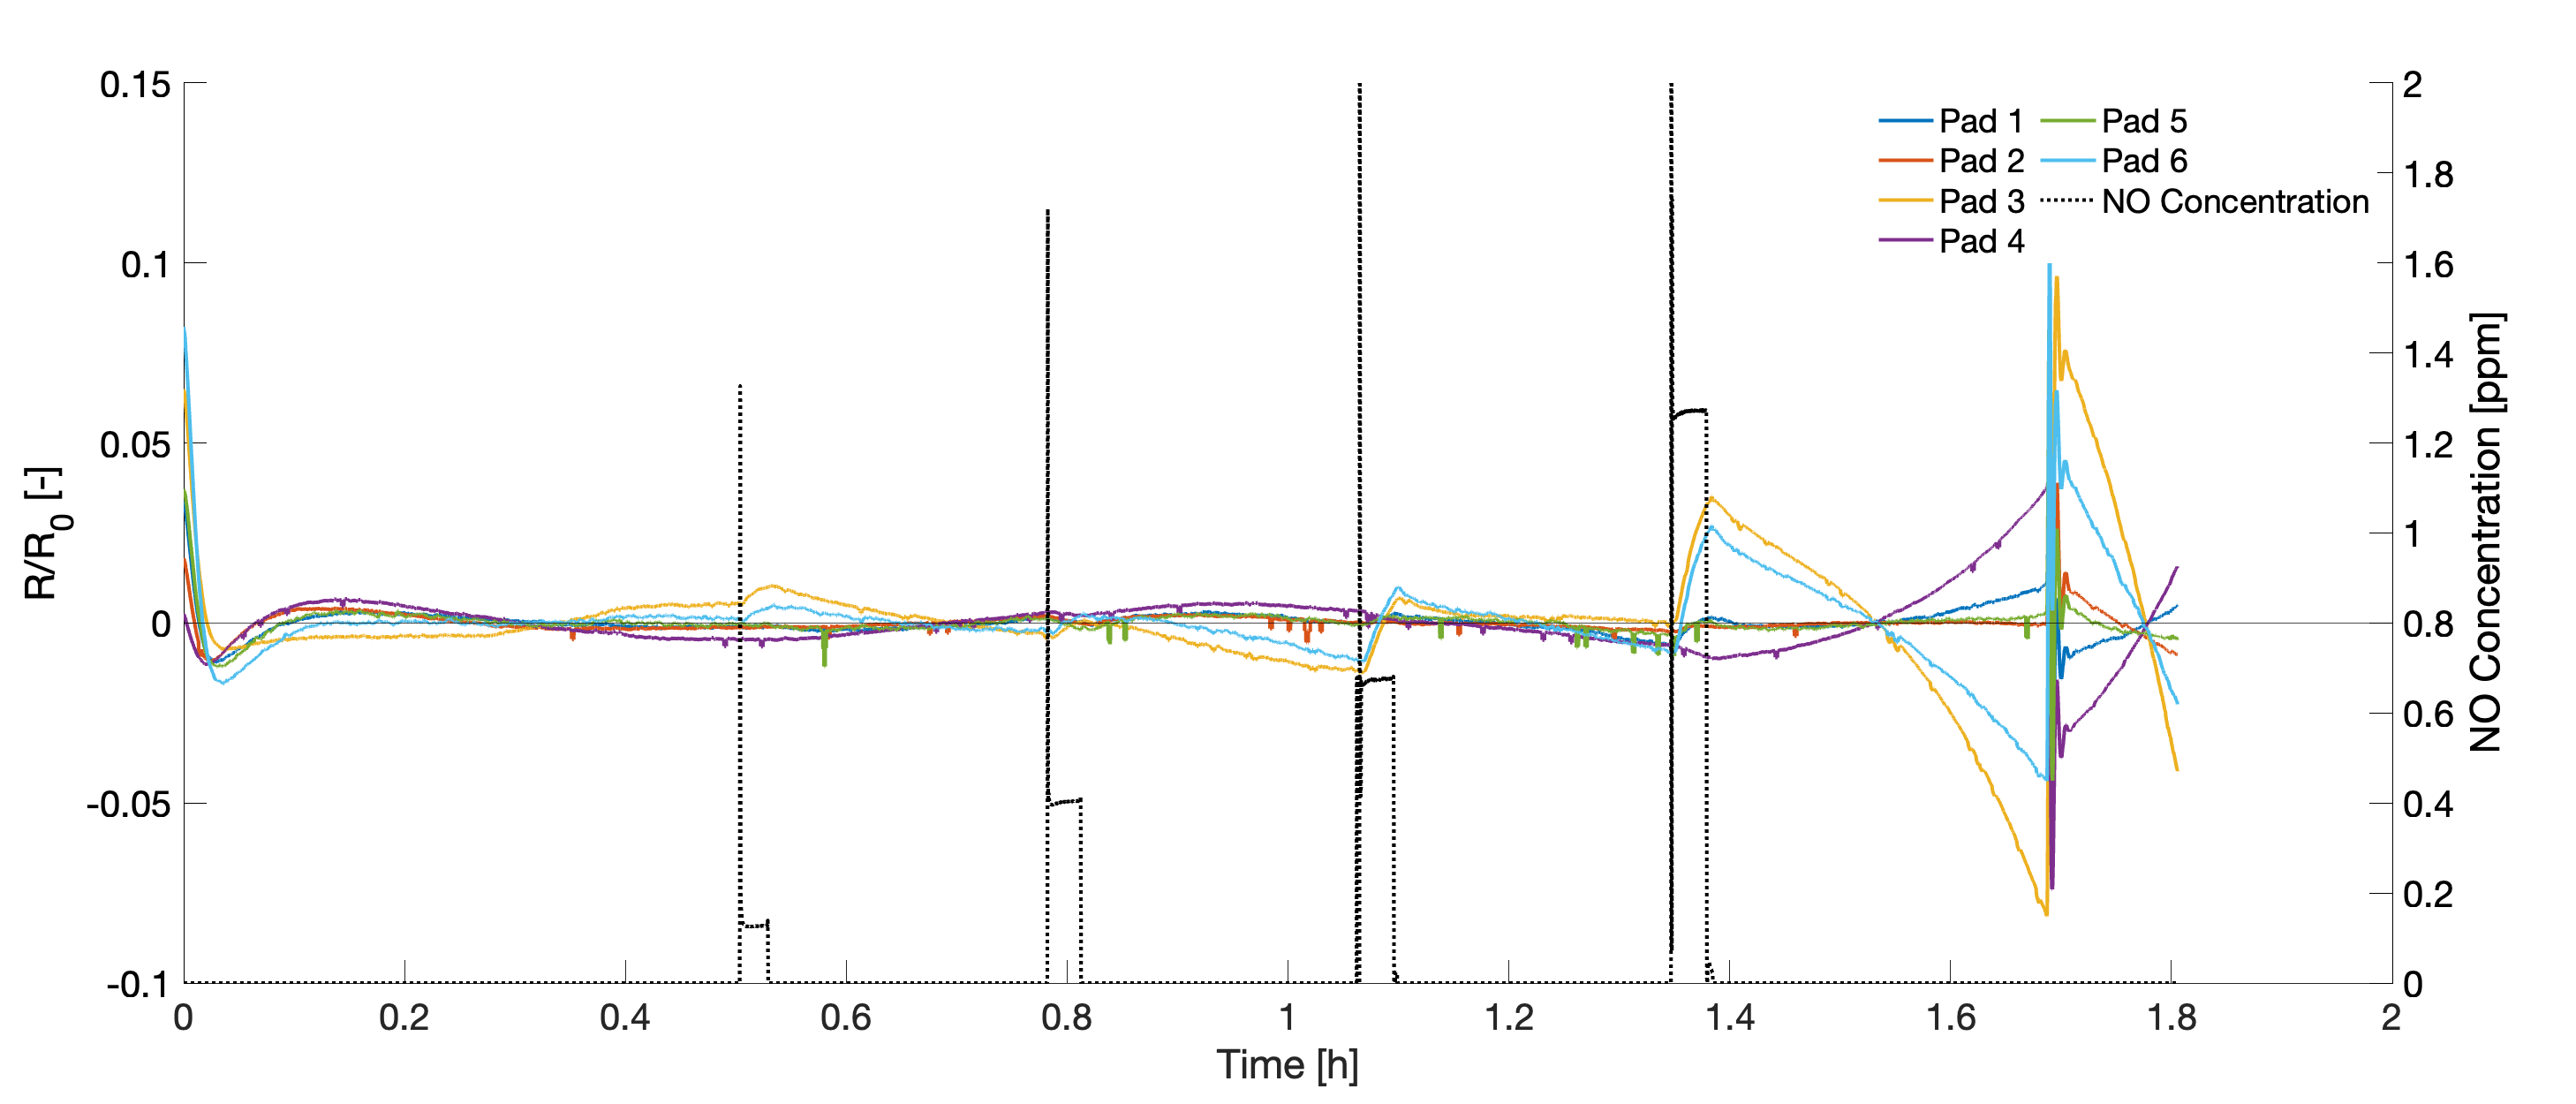 0.15
0.1
0.05
0
-0.05
-0.1
R/R0 [-]
2
1.8
1.6
1.4
1.2
1
0.8
0.6
0.4
0.2
0
NO Concentration [ppm]
Pad 1
Pad 2
Pad 3
Pad 4
Pad 5
Pad 6
NO Concentration
0 0.2 0.4 0.6 0.8 1 1.2 1.4 1.6 1.8 2
Time [h]